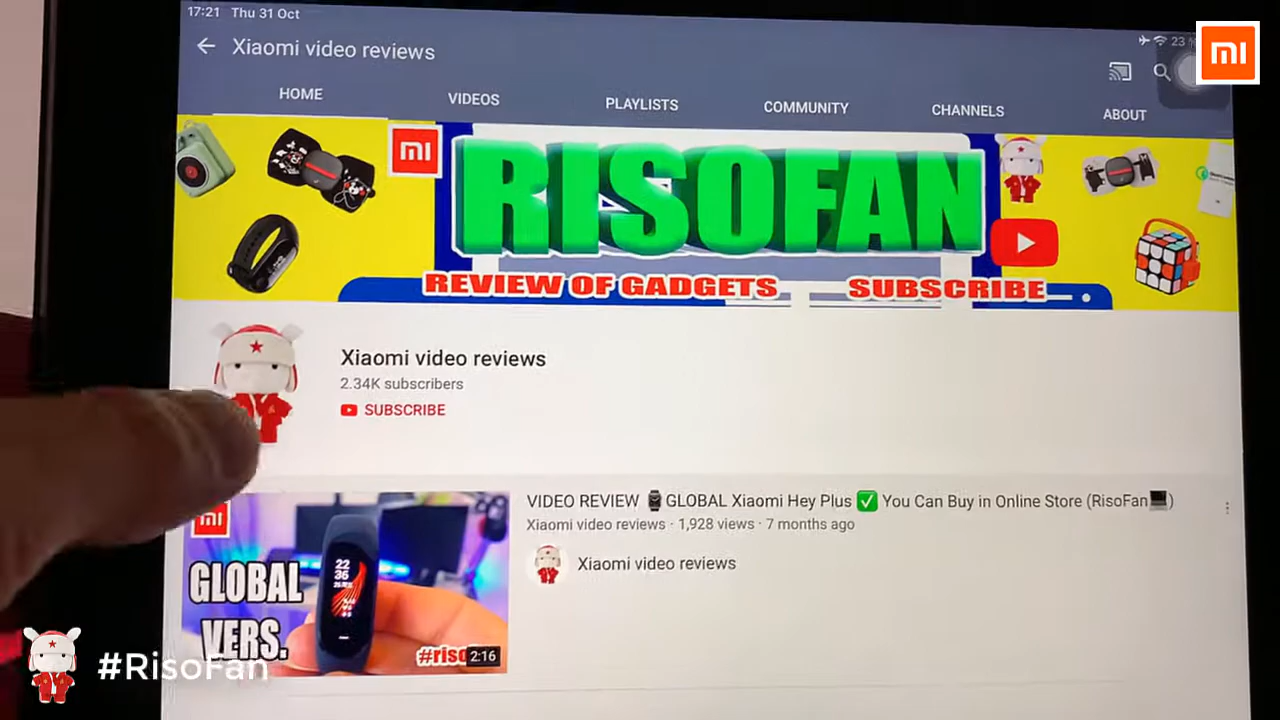 17:21 Thu 31 Oct
23
Xiaomi video reviews
HOME VIDEOS PLAYLISTS COMMUNITY CHANNELS ABOUT
mi
mi
RISOFAN
REVIEW OF GADGETS SUBSCRIBE
Xiaomi video reviews
2.34K subscribers
SUBSCRIBE
VIDEO REVIEW ⌚GLOBAL Xiaomi Hey Plus ✅ You Can Buy in Online Store (RisoFan💻)
Xiaomi video reviews · 1,928 views · 7 months ago
Xiaomi video reviews
mi
GLOBAL
VERS.
22
36
2:16
#RisoFan